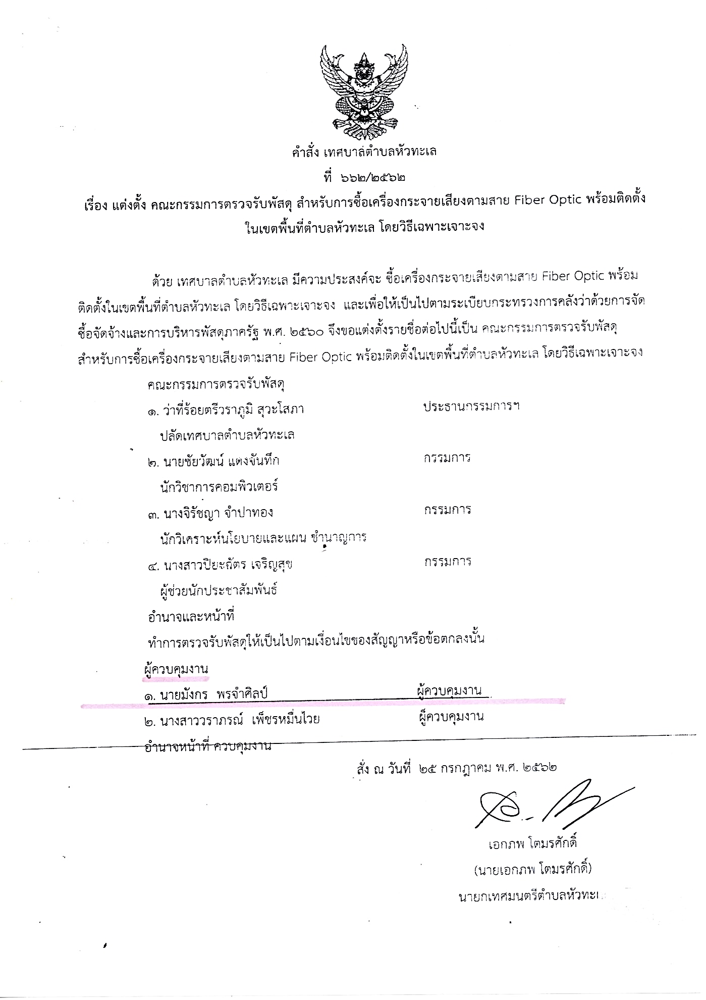 คำสั่ง เทศบาลตำบลหัวทะเล
ที่ ๖๖๒/๒๕๖๒
เรื่อง แต่งตั้ง คณะกรรมการตรวจรับพัสดุ สำหรับการซื้อเครื่องกระจายเสียงตามสาย Fiber Optic พร้อมติดตั้ง
ในเขตพื้นที่ตำบลหัวทะเล โดยวิธีเฉพาะเจาะจง
ด้วย เทศบาลตำบลหัวทะเล มีความประสงค์จะ ซื้อเครื่องกระจายเสียงตามสาย Fiber Optic พร้อม
ติดตั้งในเขตพื้นที่ตำบลหัวทะเล โดยวิธีเฉพาะเจาะจง และเพื่อให้เป็นไปตามระเบียบกระทรวงการคลังว่าด้วยการจัด
ซื้อจัดจ้างและการบริหารพัสดุภาครัฐ พ.ศ. ๒๕๖๐ จึงขอแต่งตั้งรายชื่อต่อไปนี้เป็น คณะกรรมการตรวจรับพัสดุ
สำหรับการซื้อเครื่องกระจายเสียงตามสาย Fiber Optic พร้อมติดตั้งในเขตพื้นที่ตำบลหัวทะเล โดยวิธีเฉพาะเจาะจง
คณะกรรมการตรวจรับพัสดุ
๑. ว่าที่ร้อยตรีวราภูมิ สุวะโสภา ประธานกรรมการฯ
ปลัดเทศบาลตำบลหัวทะเล
๒. นายชัยวัฒน์ แดงจันทึก กรรมการ
นักวิชาการคอมพิวเตอร์
๓. นางจิรัชญา จำปาทอง กรรมการ
นักวิเคราะห์นโยบายและแผน ชำนาญการ
๔. นางสาวปิยะฉัตร เจริญสุข กรรมการ
ผู้ช่วยนักประชาสัมพันธ์
อำนาจและหน้าที่
ทำการตรวจรับพัสดุให้เป็นไปตามเงื่อนไขของสัญญาหรือข้อตกลงนั้น
ผู้ควบคุมงาน
๑. นายมังกร พรจำศิลป์ ผู้ควบคุมงาน
๒. นางสาววราภรณ์ เพ็ชรหมื่นไวย ผู้ควบคุมงาน
อำนาจหน้าที่ ควบคุมงาน
สั่ง ณ วันที่ ๒๕ กรกฎาคม พ.ศ. ๒๕๖๒
เอกภพ โตมรศักดิ์
(นายเอกภพ โตมรศักดิ์)
นายกเทศมนตรีตำบลหัวทะเล